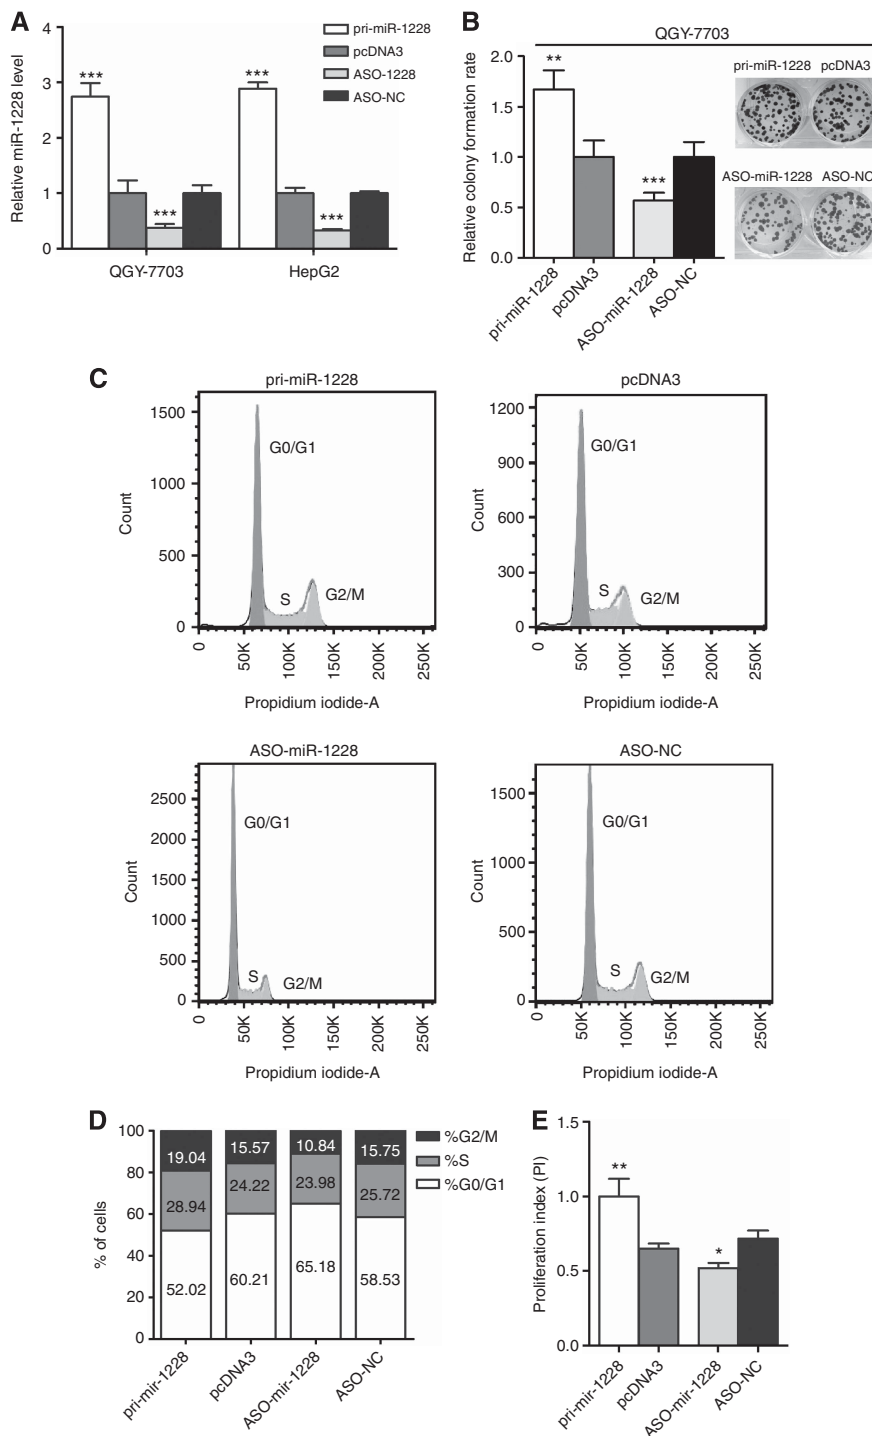 A
Relative miR-1228 level
4
3
2
1
0
***
***
***
***
pri-miR-1228
pcDNA3
ASO-1228
ASO-NC
QGY-7703
HepG2
B
QGY-7703
Relative colony formation rate
2.0
1.5
1.0
0.5
0.0
**
***
pri-miR-1228
pcDNA3
ASO-miR-1228
ASO-NC
pri-miR-1228 pcDNA3
ASO-miR-1228 ASO-NC
C
pri-miR-1228
Count
1500
1000
500
0
G0/G1
S
G2/M
0 50K 100K 150K 200K 250K
Propidium iodide-A
pcDNA3
Count
1200
900
600
300
0
G0/G1
S
G2/M
0 50K 100K 150K 200K 250K
Propidium iodide-A
ASO-miR-1228
Count
2500
2000
1500
1000
500
0
G0/G1
S
G2/M
0 50K 100K 150K 200K 250K
Propidium iodide-A
ASO-NC
Count
1500
1000
500
0
G0/G1
S
G2/M
0 50K 100K 150K 200K 250K
Propidium iodide-A
D
% of cells
100
80
60
40
20
0
19.04 15.57 10.84 15.75
28.94 24.22 23.98 25.72
52.02 60.21 65.18 58.53
%G2/M
%S
%G0/G1
pri-mir-1228
pcDNA3
ASO-mir-1228
ASO-NC
E
Proliferation index (PI)
1.5
1.0
0.5
0.0
**
*
pri-mir-1228
pcDNA3
ASO-mir-1228
ASO-NC